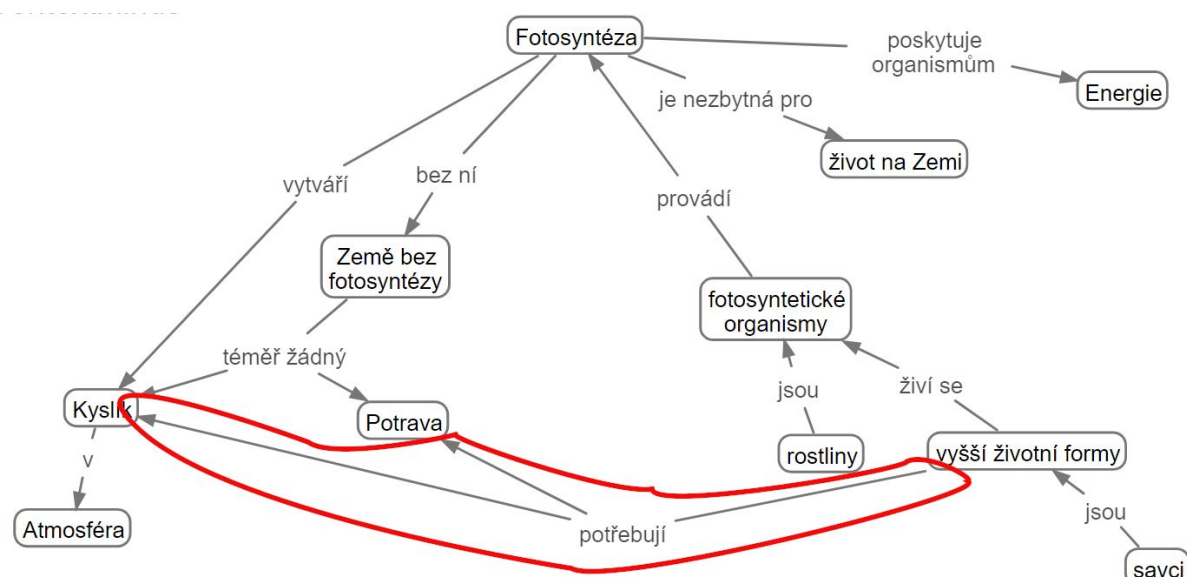 Fotosyntéza
poskytuje
organismům
Energie
je nezbytná pro
život na Zemi
vytváří
bez ní
provádí
Země bez
fotosyntézy
fotosyntetické
organismy
téměř žádný
Kyslík
Potrava
jsou
živí se
v
rostliny
vyšší životní formy
Atmosféra
potřebují
jsou
savci